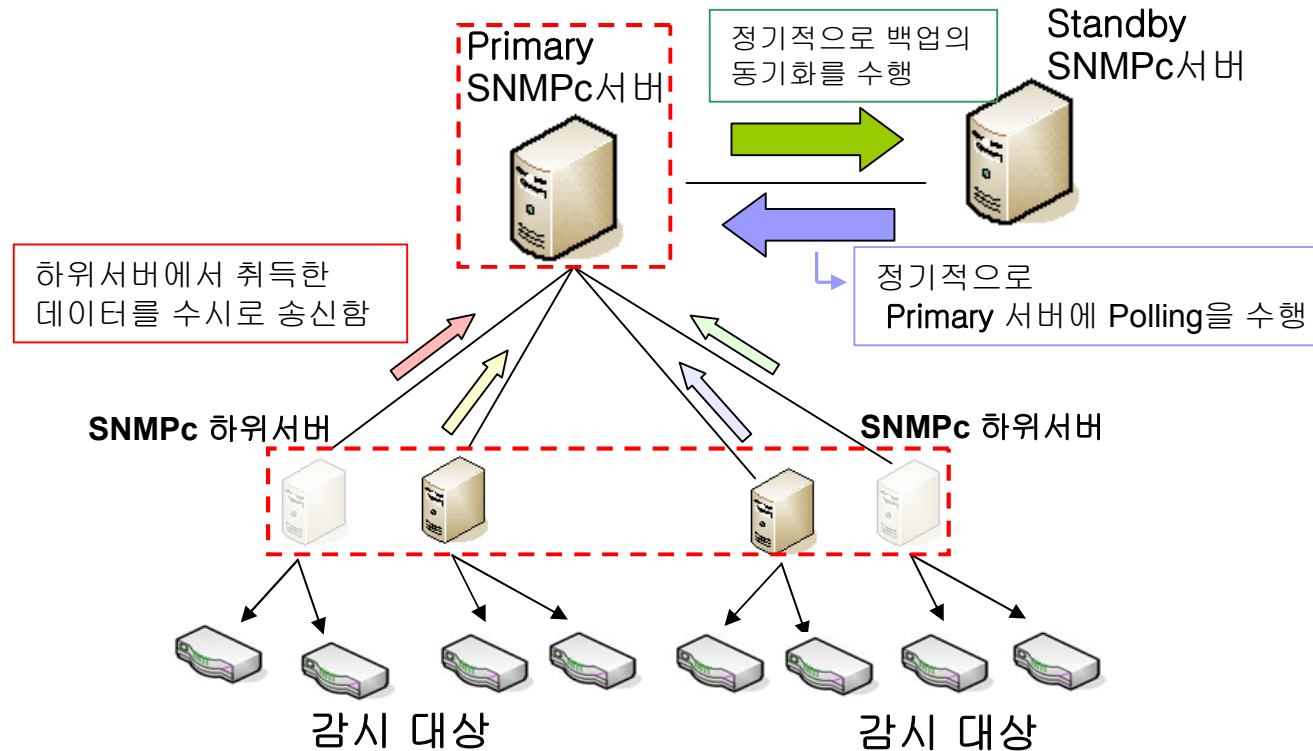 Primary
SNMPc서버
정기적으로 백업의
동기화를 수행
Standby
SNMPc서버
하위서버에서 취득한
데이터를 수시로 송신함
정기적으로
Primary 서버에 Polling을 수행
SNMPc 하위서버
SNMPc 하위서버
감시 대상
감시 대상